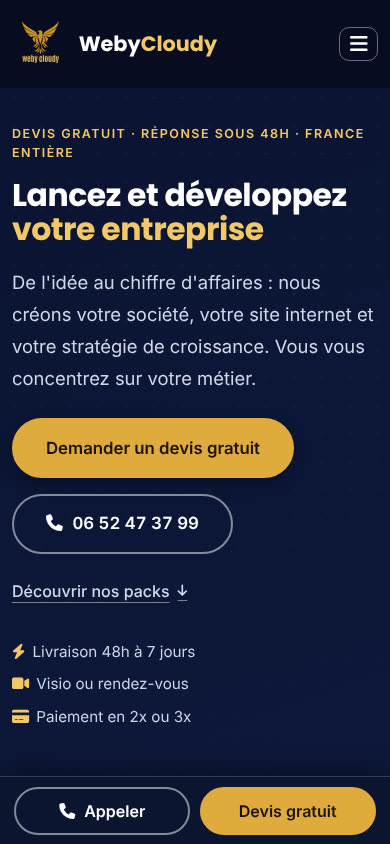 weby cloudy
WebyCloudy
DEVIS GRATUIT · RÉPONSE SOUS 48H · FRANCE
ENTIÈRE
Lancez et développez
votre entreprise
De l'idée au chiffre d'affaires : nous
créons votre société, votre site internet et
votre stratégie de croissance. Vous vous
concentrez sur votre métier.
Demander un devis gratuit
06 52 47 37 99
Découvrir nos packs ↓
Livraison 48h à 7 jours
Visio ou rendez-vous
Paiement en 2x ou 3x
Appeler
Devis gratuit